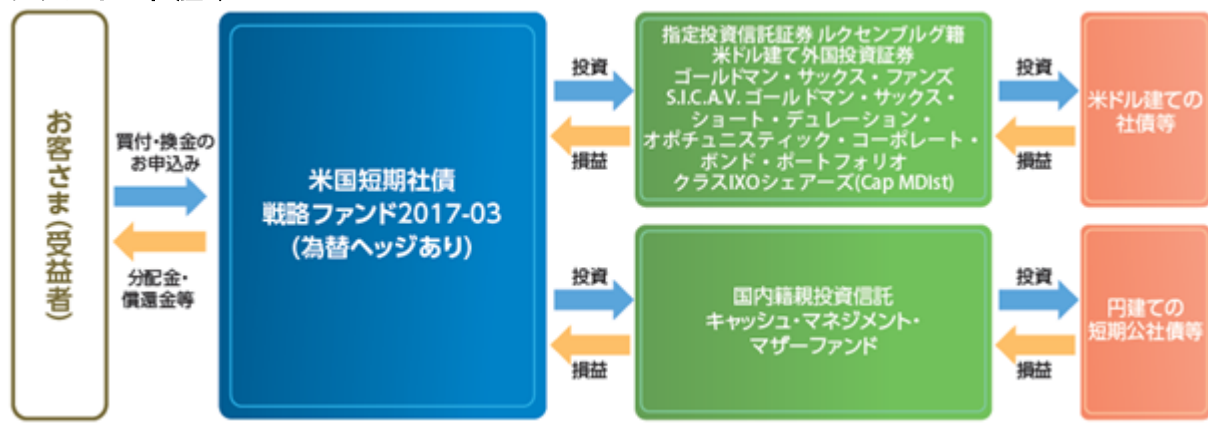 お客さま（受益者）
買付・換金の
お申込み
分配金・
償還金等
米国短期社債
戦略ファンド2017-03
(為替ヘッジあり)
投資
損益
指定投資信託証券 ルクセンブルグ籍
米ドル建て外国投資証券
ゴールドマン・サックス・ファンズ
S.I.C.A.V. ゴールドマン・サックス・
ショート・デュレーション・
オポチュニスティック・コーポレート・
ボンド・ポートフォリオ
クラスIXOシェアーズ(Cap MDIst)
投資
損益
米ドル建ての
社債等
投資
損益
国内籍親投資信託
キャッシュ・マネジメント・
マザーファンド
投資
損益
円建ての
短期公社債等